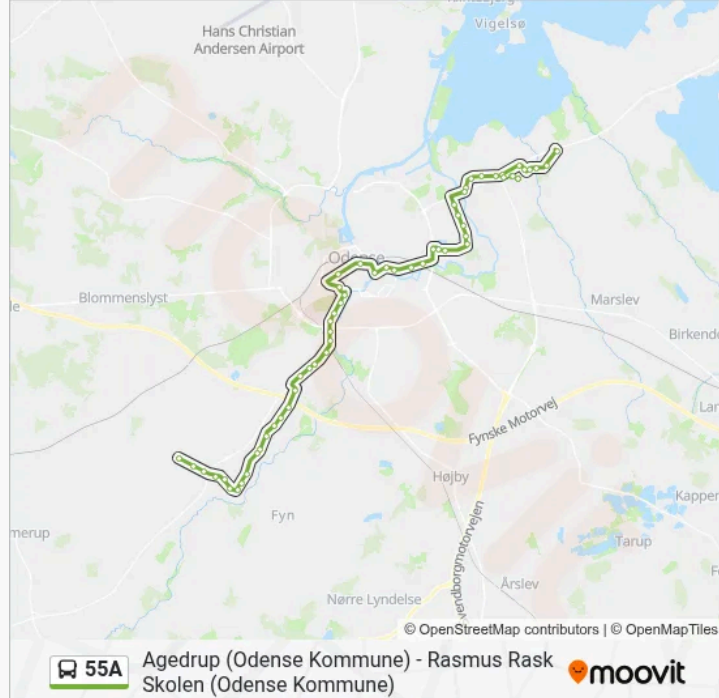 Vigelsø
Hans Christian
Andersen Airport
Odense
Blommenslyst
Marslev
Birkende
Fynske Motorvej
Højby
Kappen
Fyn
merup
Tarup
vendborgmotorvejen
Årslev
Nørre Lyndelse
© OpenStreetMap contributors | © OpenMapTiles
55A
Agedrup (Odense Kommune) - Rasmus Rask
Skolen (Odense Kommune)
moovit